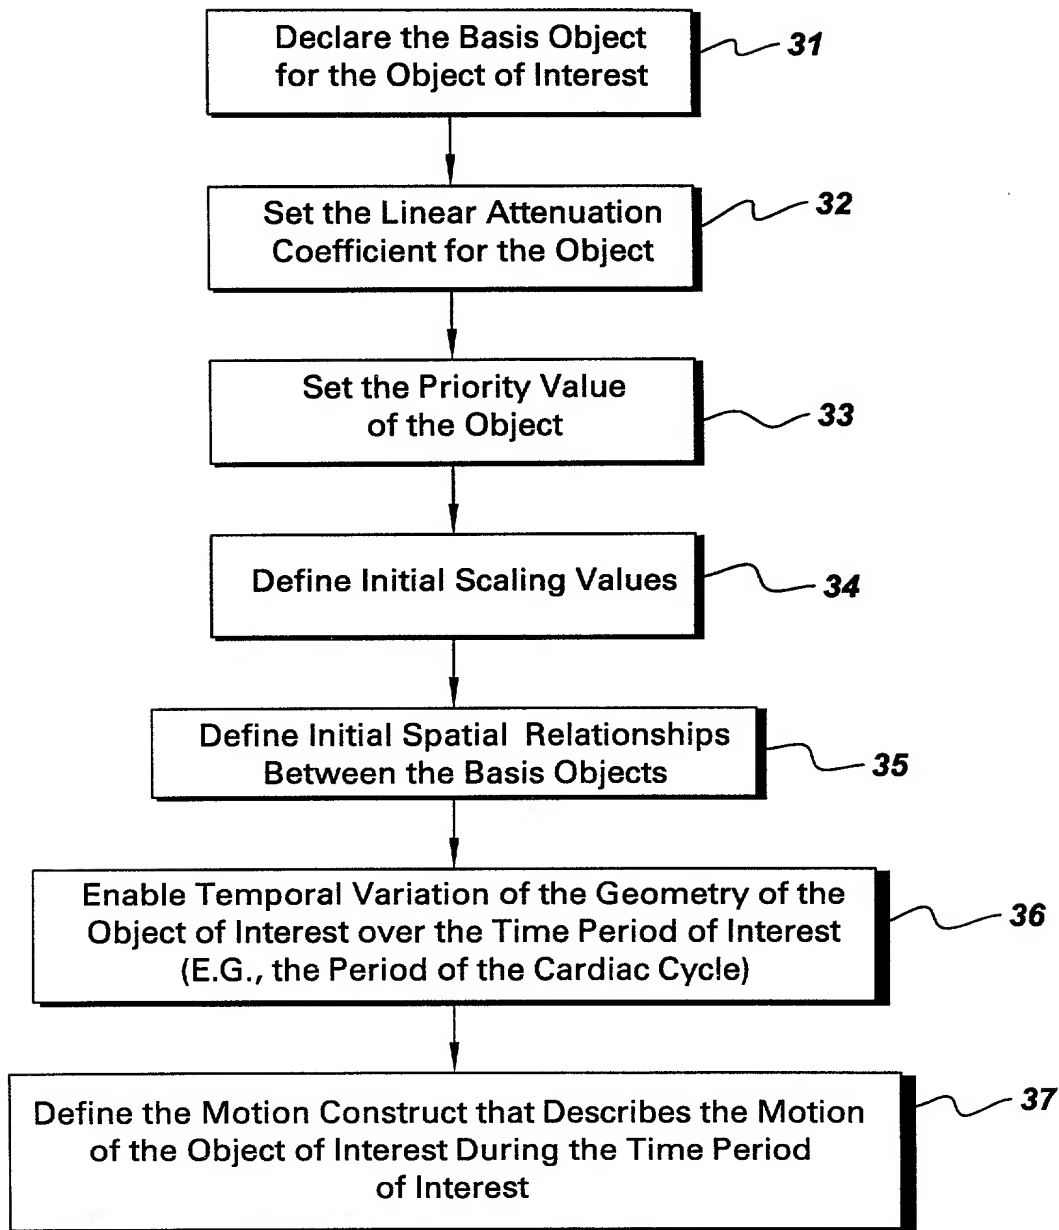 Declare the Basis Object
for the Object of Interest
31
Set the Linear Attenuation
Coefficient for the Object
32
Set the Priority Value
of the Object
33
Define Initial Scaling Values
34
Define Initial Spatial Relationships
Between the Basis Objects
35
Enable Temporal Variation of the Geometry of the
Object of Interest over the Time Period of Interest
(E.G., the Period of the Cardiac Cycle)
36
Define the Motion Construct that Describes the Motion
of the Object of Interest During the Time Period
of Interest
37